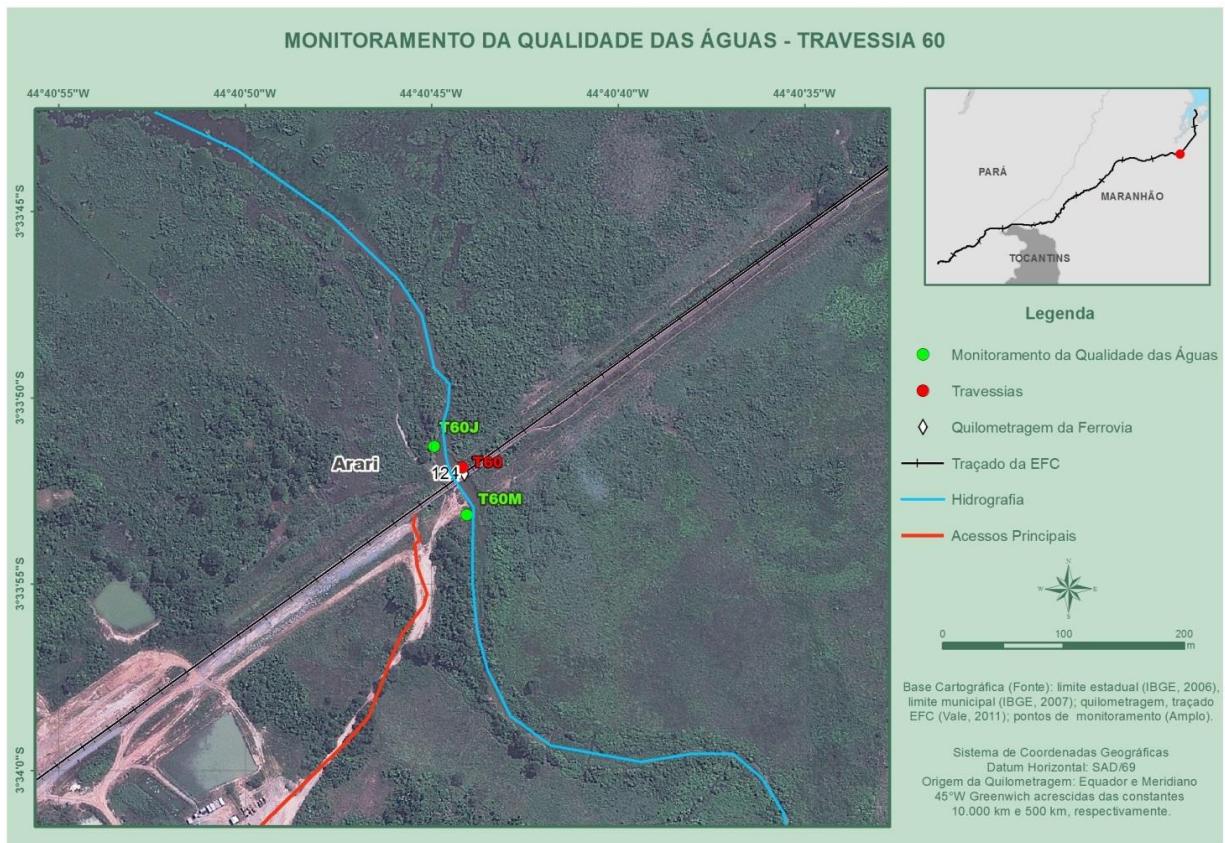 MONITORAMENTO DA QUALIDADE DAS ÁGUAS - TRAVESSIA 60
44°40'55"W
44°40'50"W
44°40'45"W
44°40'40"W
44°40'35"W
3°33'45"S
3°33'50"S
3°33'55"S
3°34'0"S
T60J
Arari
T60
124
T60M
PARÁ
MARANHÃO
TOCANTINS
Legenda
Monitoramento da Qualidade das Águas
Travessias
Quilometragem da Ferrovia
Traçado da EFC
Hidrografia
Acessos Principais
N
W
E
S
0
100
200
m
Base Cartográfica (Fonte): limite estadual (IBGE, 2006),
limite municipal (IBGE, 2007); quilometragem, traçado
EFC (Vale, 2011); pontos de monitoramento (Amplo).
Sistema de Coordenadas Geográficas
Datum Horizontal: SAD/69
Origem da Quilometragem: Equador e Meridiano
45°W Greenwich acrescidas das constantes
10.000 km e 500 km, respectivamente.